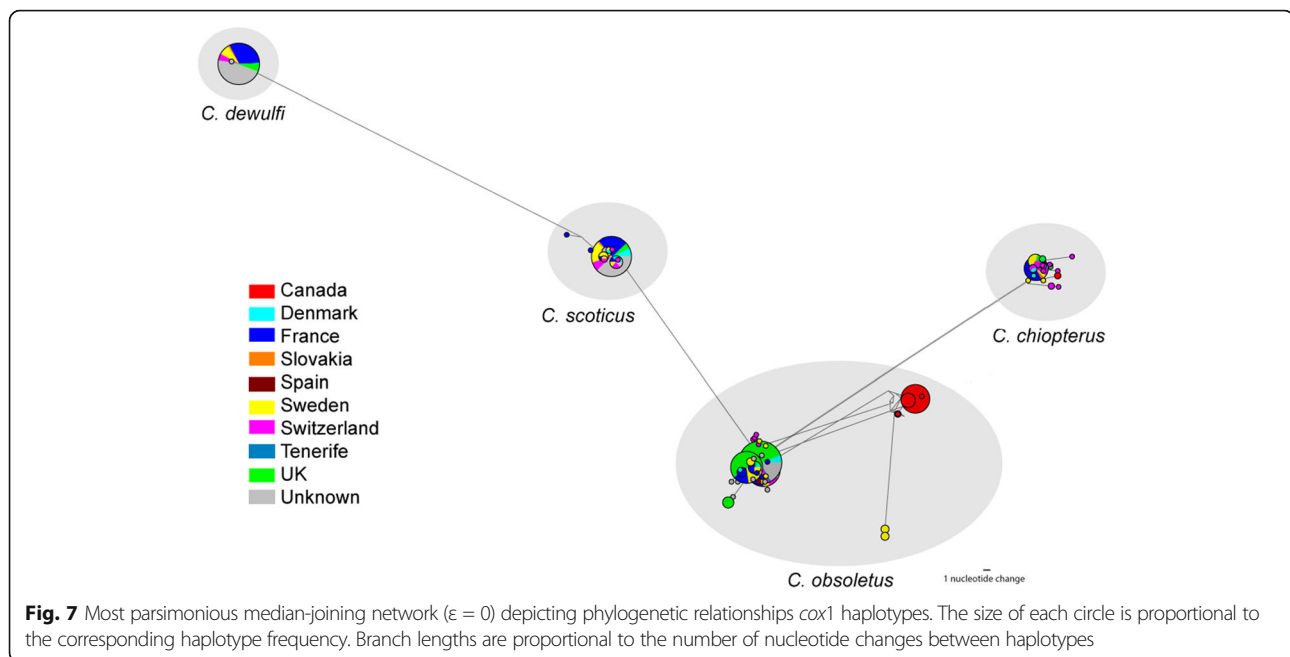 C. dewulfi
C. scoticus
C. chiopterus
Canada
Denmark
France
Slovakia
Spain
Sweden
Switzerland
Tenerife
UK
Unknown
C. obsoletus
1 nucleotide change
Fig. 7 Most parsimonious median-joining network (ε = 0) depicting phylogenetic relationships cox1 haplotypes. The size of each circle is proportional to
the corresponding haplotype frequency. Branch lengths are proportional to the number of nucleotide changes between haplotypes